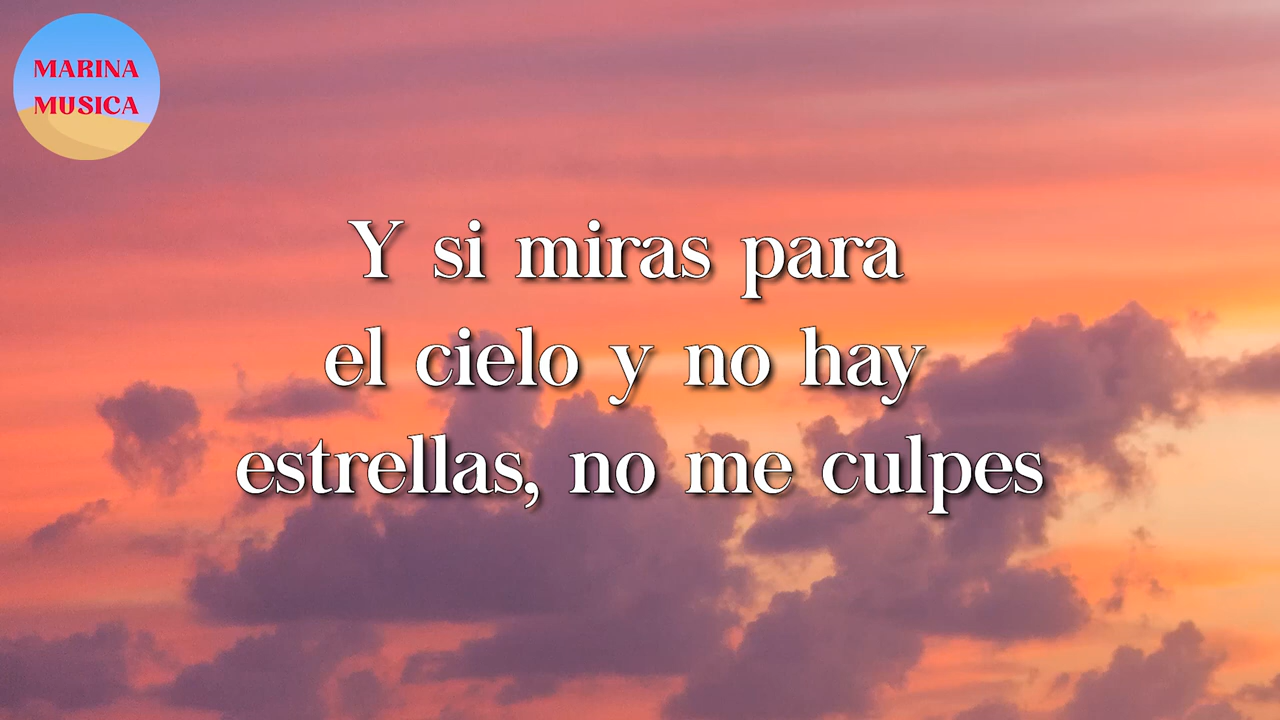 MARINA
MUSICA
Y si miras para
el cielo y no hay
estrellas, no me culpes